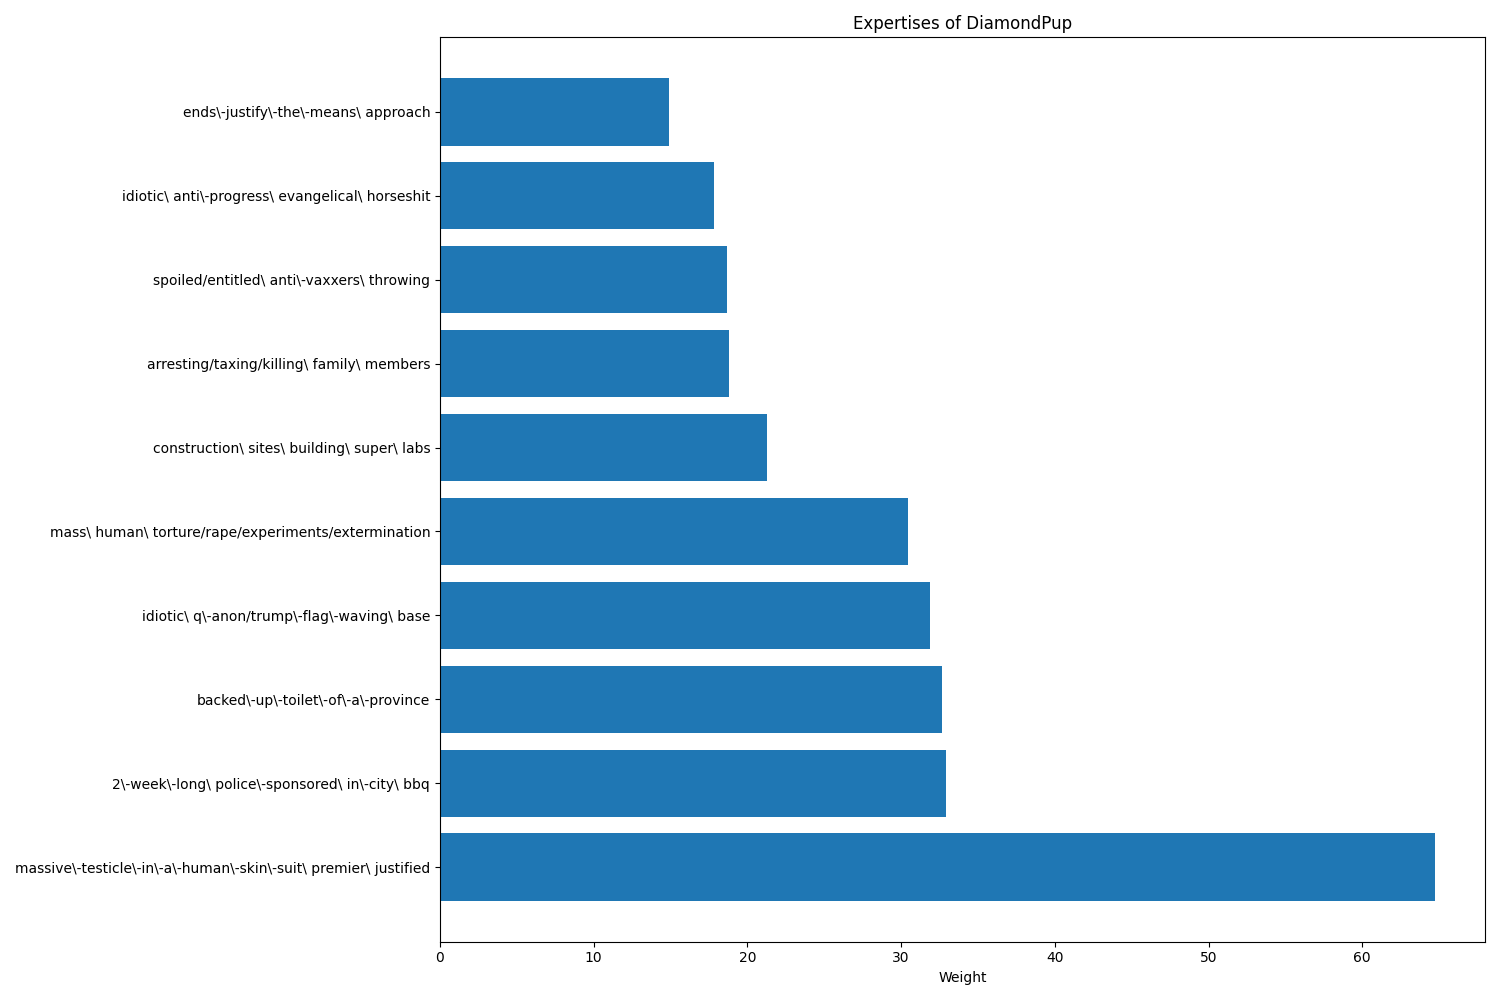 Expertises of DiamondPup
ends\-justify\-the\-means\ approach
idiotic\ anti\-progress\ evangelical\ horseshit
spoiled/entitled\ anti\-vaxxers\ throwing
arresting/taxing/killing\ family\ members
construction\ sites\ building\ super\ labs
mass\ human\ torture/rape/experiments/extermination
idiotic\ q\-anon/trump\-flag\-waving\ base
backed\-up\-toilet\-of\-a\-province
2\-week\-long\ police\-sponsored\ in\-city\ bbq
massive\-testicle\-in\-a\-human\-skin\-suit\ premier\ justified
0 10 20 30 40 50 60
Weight